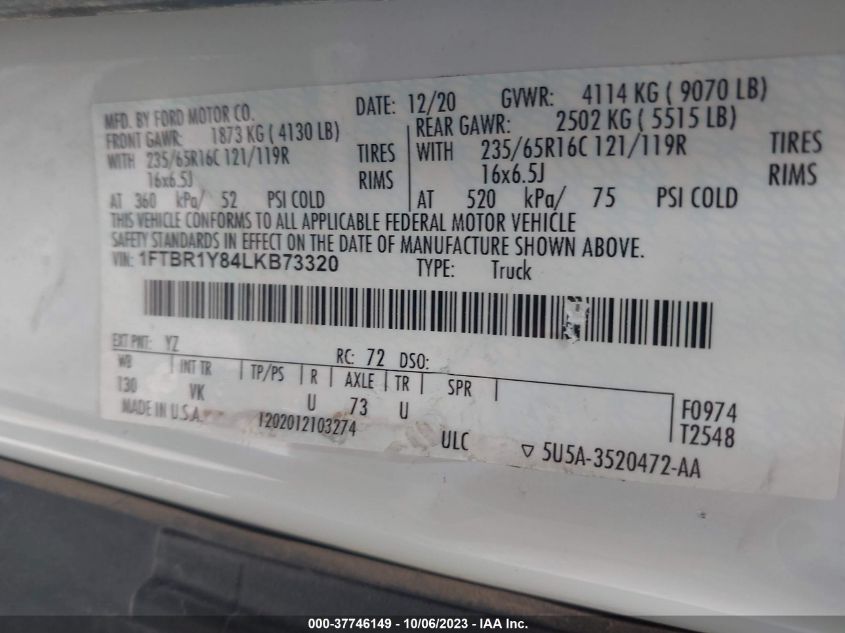 MFD. BY FORD MOTOR CO. DATE: 12/20 GVWR: 4114 KG ( 9070 LB)
FRONT GAWR: 1873 KG ( 4130 LB) REAR GAWR: 2502 KG ( 5515 LB)
WITH 235/65R16C 121/119R TIRES WITH 235/65R16C 121/119R TIRES
16x6.5J RIMS 16x6.5J RIMS
AT 360 kPa/ 52 PSI COLD AT 520 kPa/ 75 PSI COLD
THIS VEHICLE CONFORMS TO ALL APPLICABLE FEDERAL MOTOR VEHICLE
SAFETY STANDARDS IN EFFECT ON THE DATE OF MANUFACTURE SHOWN ABOVE.
VIN: 1FTBR1Y84LKB73320 TYPE: Truck
EXT PNT: YZ RC: 72 DSO:
WB INT TR TP/PS R AXLE TR SPR
130 VK U 73 U
F0974
T2548
MADE IN U.S.A. 1202012103274 ULC ▽ 5U5A-3520472-AA
000-37746149 - 10/06/2023 - IAA Inc.